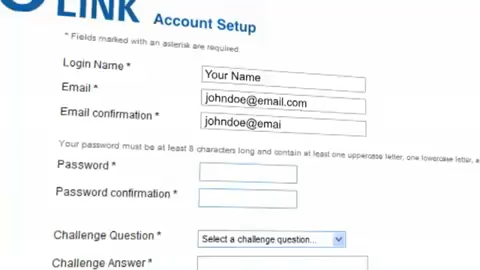 LINK Account Setup
* Fields marked with an asterisk are required
Login Name * Your Name
Email * johndoe@email.com
Email confirmation * johndoe@emai
Your password must be at least 8 characters long and contain at least one uppercase letter, one lowercase letter,
Password *
Password confirmation *
Challenge Question * Select a challenge question...
Challenge Answer *